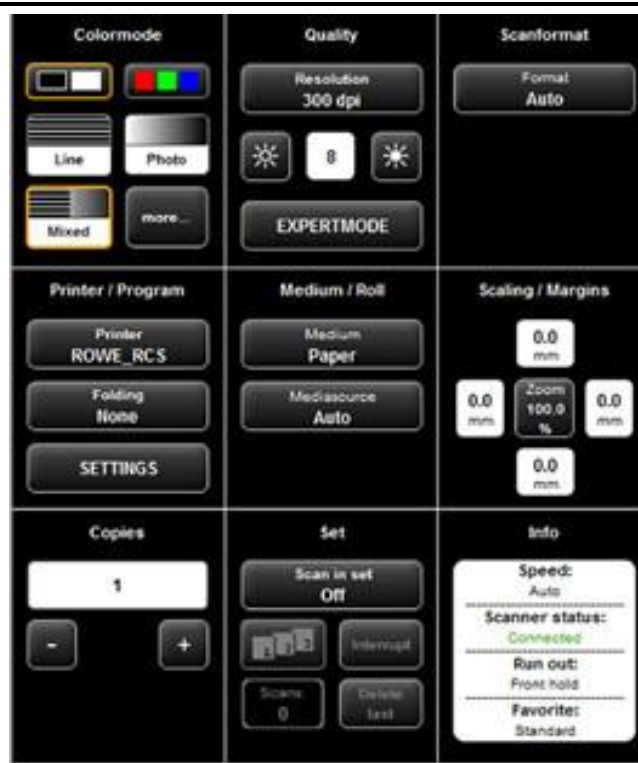 Colormode
Line
Photo
Mixed
more...
Quality
Resolution
300 dpi
8
EXPERTMODE
Scanformat
Format
Auto
Printer / Program
Printer
ROWE_RCS
Folding
None
SETTINGS
Medium / Roll
Medium
Paper
Mediasource
Auto
Scaling / Margins
0.0
mm
0.0
mm
Zoom
100.0
%
0.0
mm
0.0
mm
Copies
1
-
+
Set
Scan in set
Off
1 2 3
Interrupt
Scans
0
Delete
last
Info
Speed:
Auto
Scanner status:
Connected
Run out:
Front hold
Favorite:
Standard